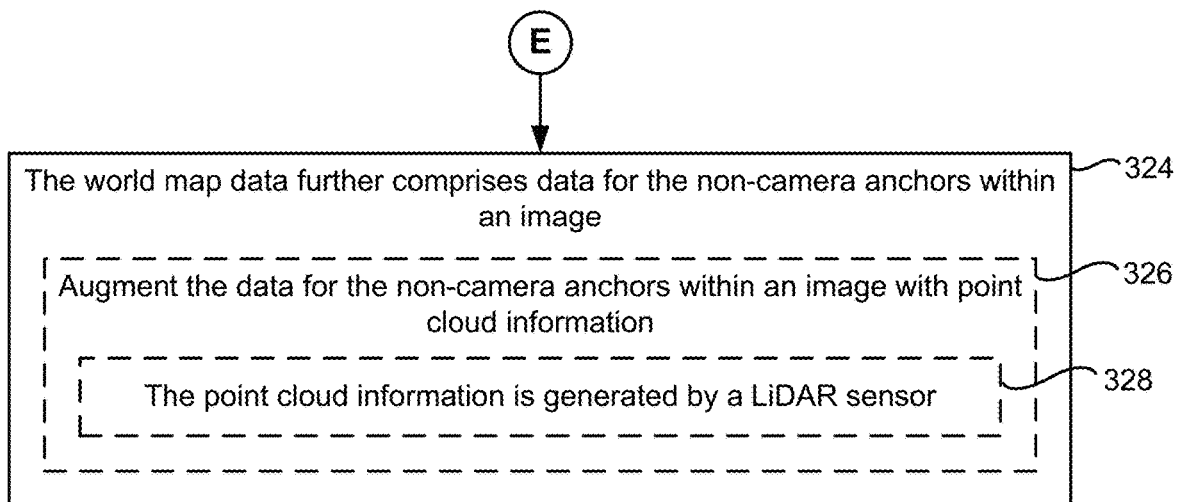 E
The world map data further comprises data for the non-camera anchors within
an image
324
Augment the data for the non-camera anchors within an image with point
cloud information
326
The point cloud information is generated by a LiDAR sensor
328